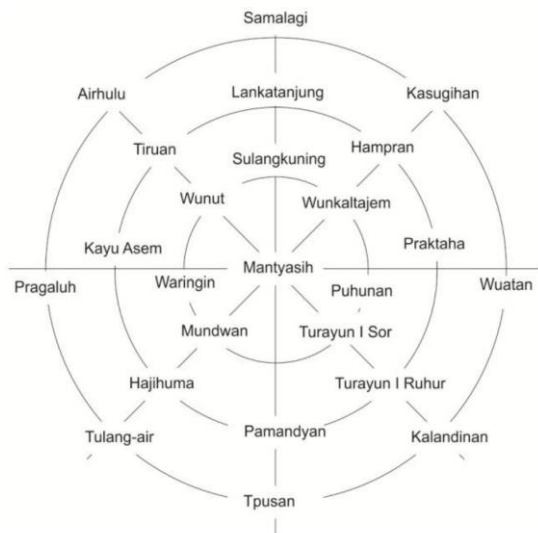 Samalagi
Airhulu
Lankatanjung
Kasugihan
Tiruan
Hampran
Sulangkuning
Wunut
Wunkaltajem
Kayu Asem
Praktaha
Mantyasih
Pragaluh
Waringin
Puhunan
Wuatan
Mundwan
Turayun I Sor
Hajihuma
Turayun I Ruhur
Tulang-air
Pamandyan
Kalandinan
Tpusan